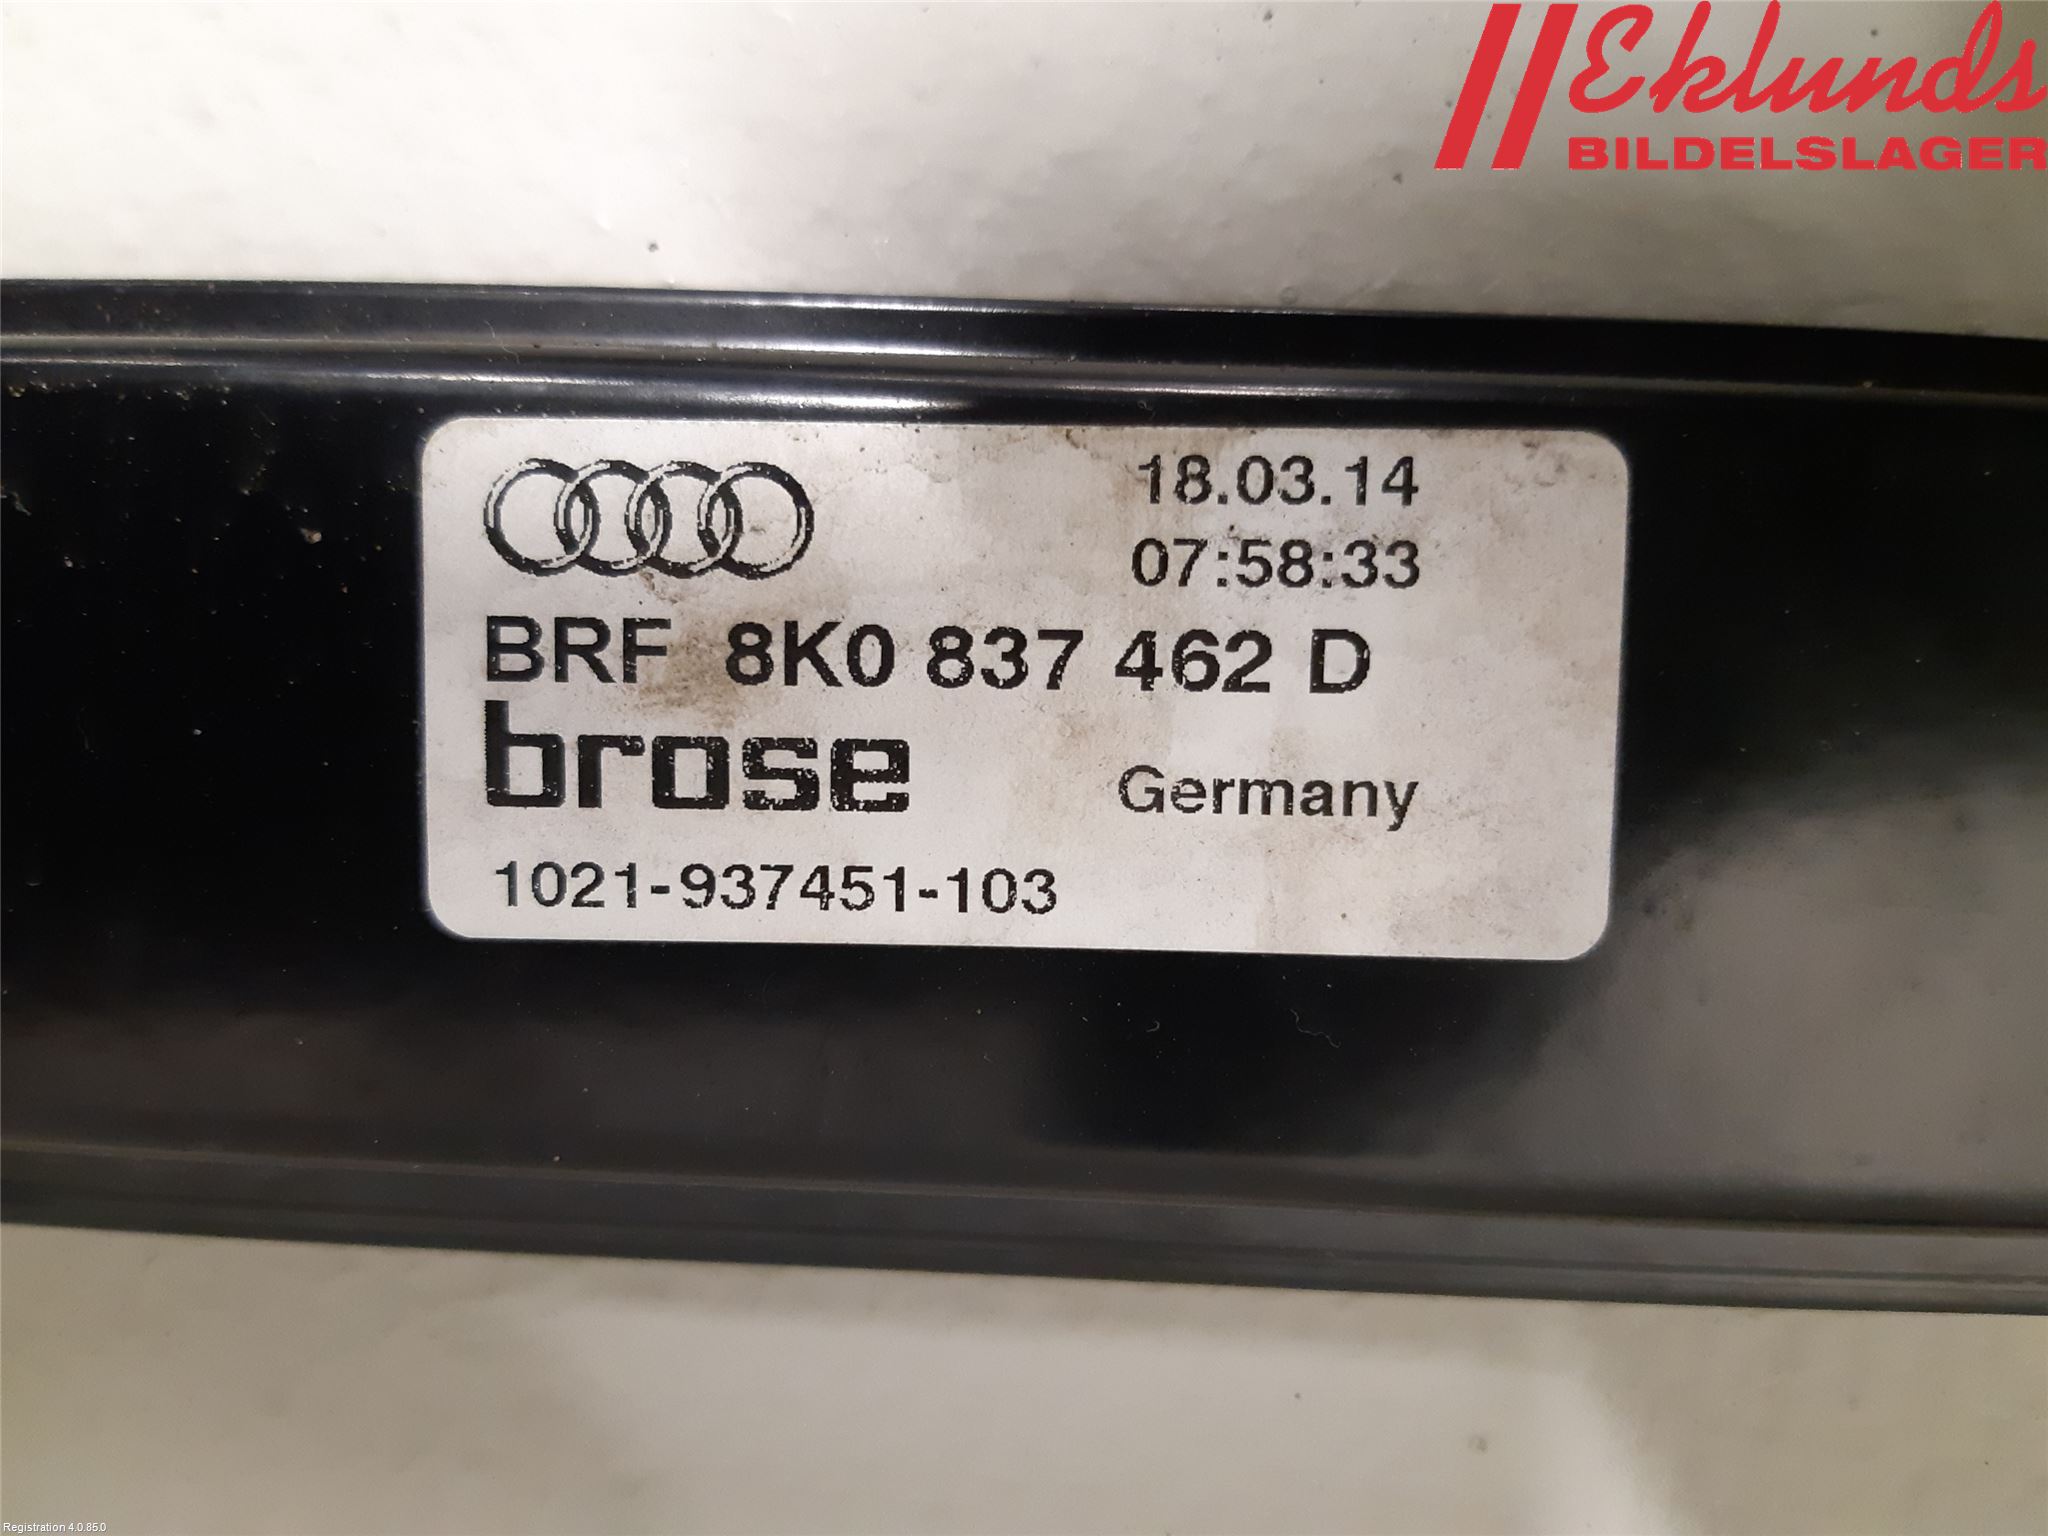 Eklunds
BILDELSLAGER
18.03.14
07:58:33
BRF 8K0 837 462 D
brose Germany
1021-937451-103
Registration 4.0.85.0